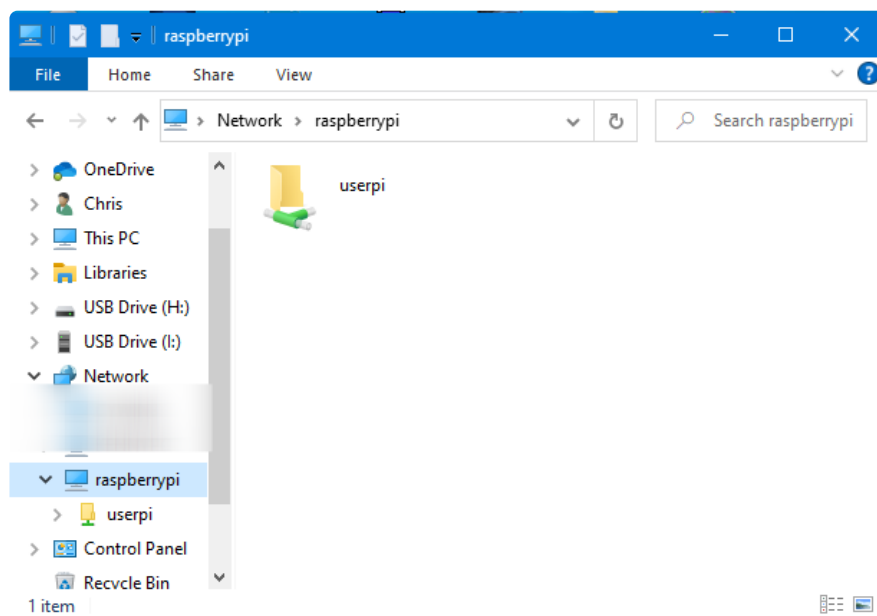 raspberrypi
File Home Share View
Network raspberrypi
Search raspberrypi
OneDrive
Chris
This PC
Libraries
USB Drive (H:)
USB Drive (I:)
Network
raspberrypi
userpi
Control Panel
Recycle Bin
userpi
1 item